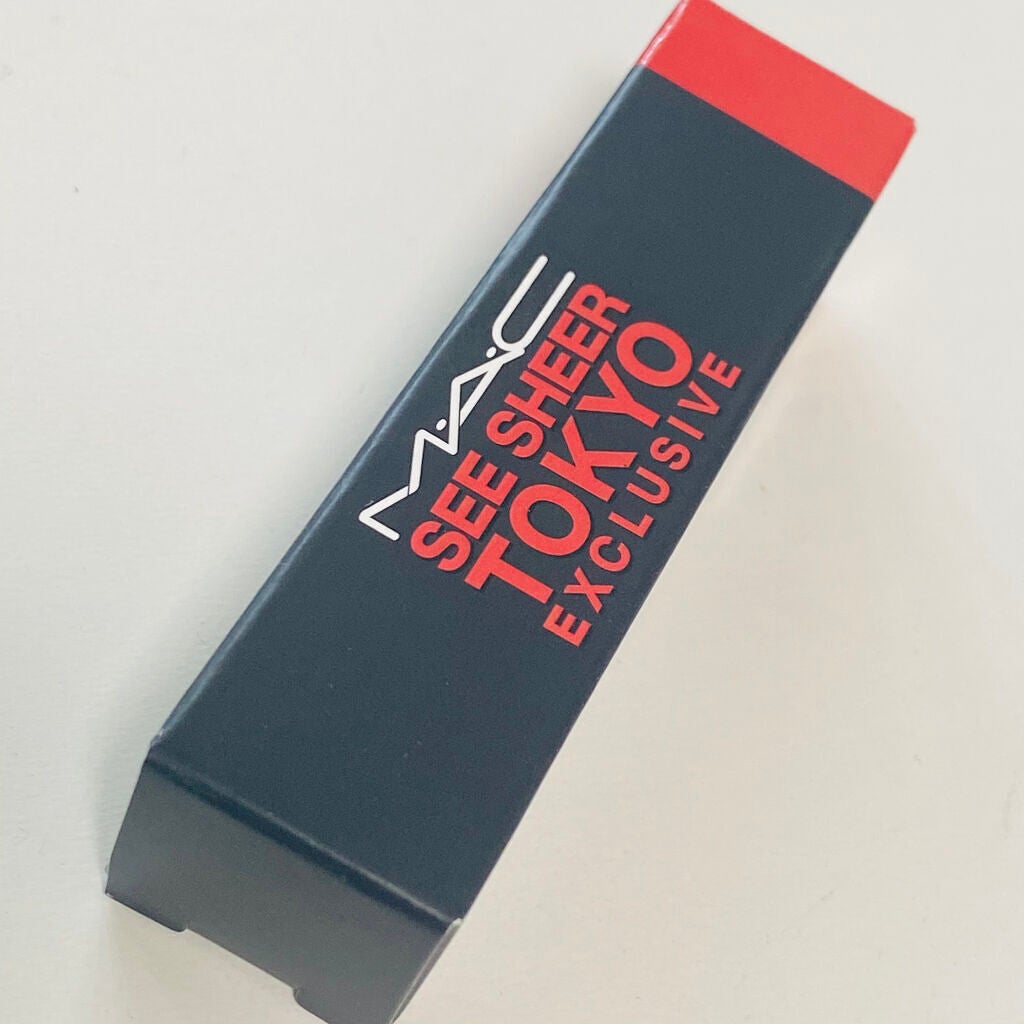 M·A·C
SEE SHEER
TOKYO
EXCLUSIVE